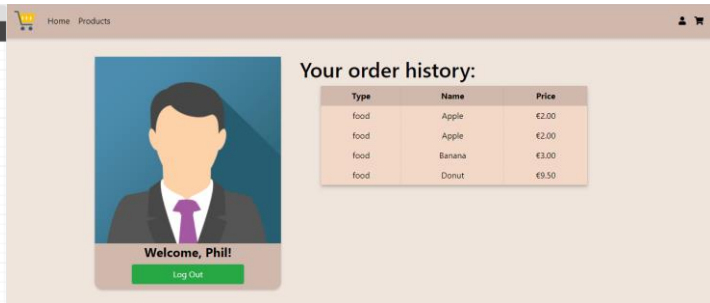 Home Products
Your order history:
Type Name Price
food Apple €2.00
food Apple €2.00
food Banana €3.00
food Donut €9.50
Welcome, Phil!
Log Out